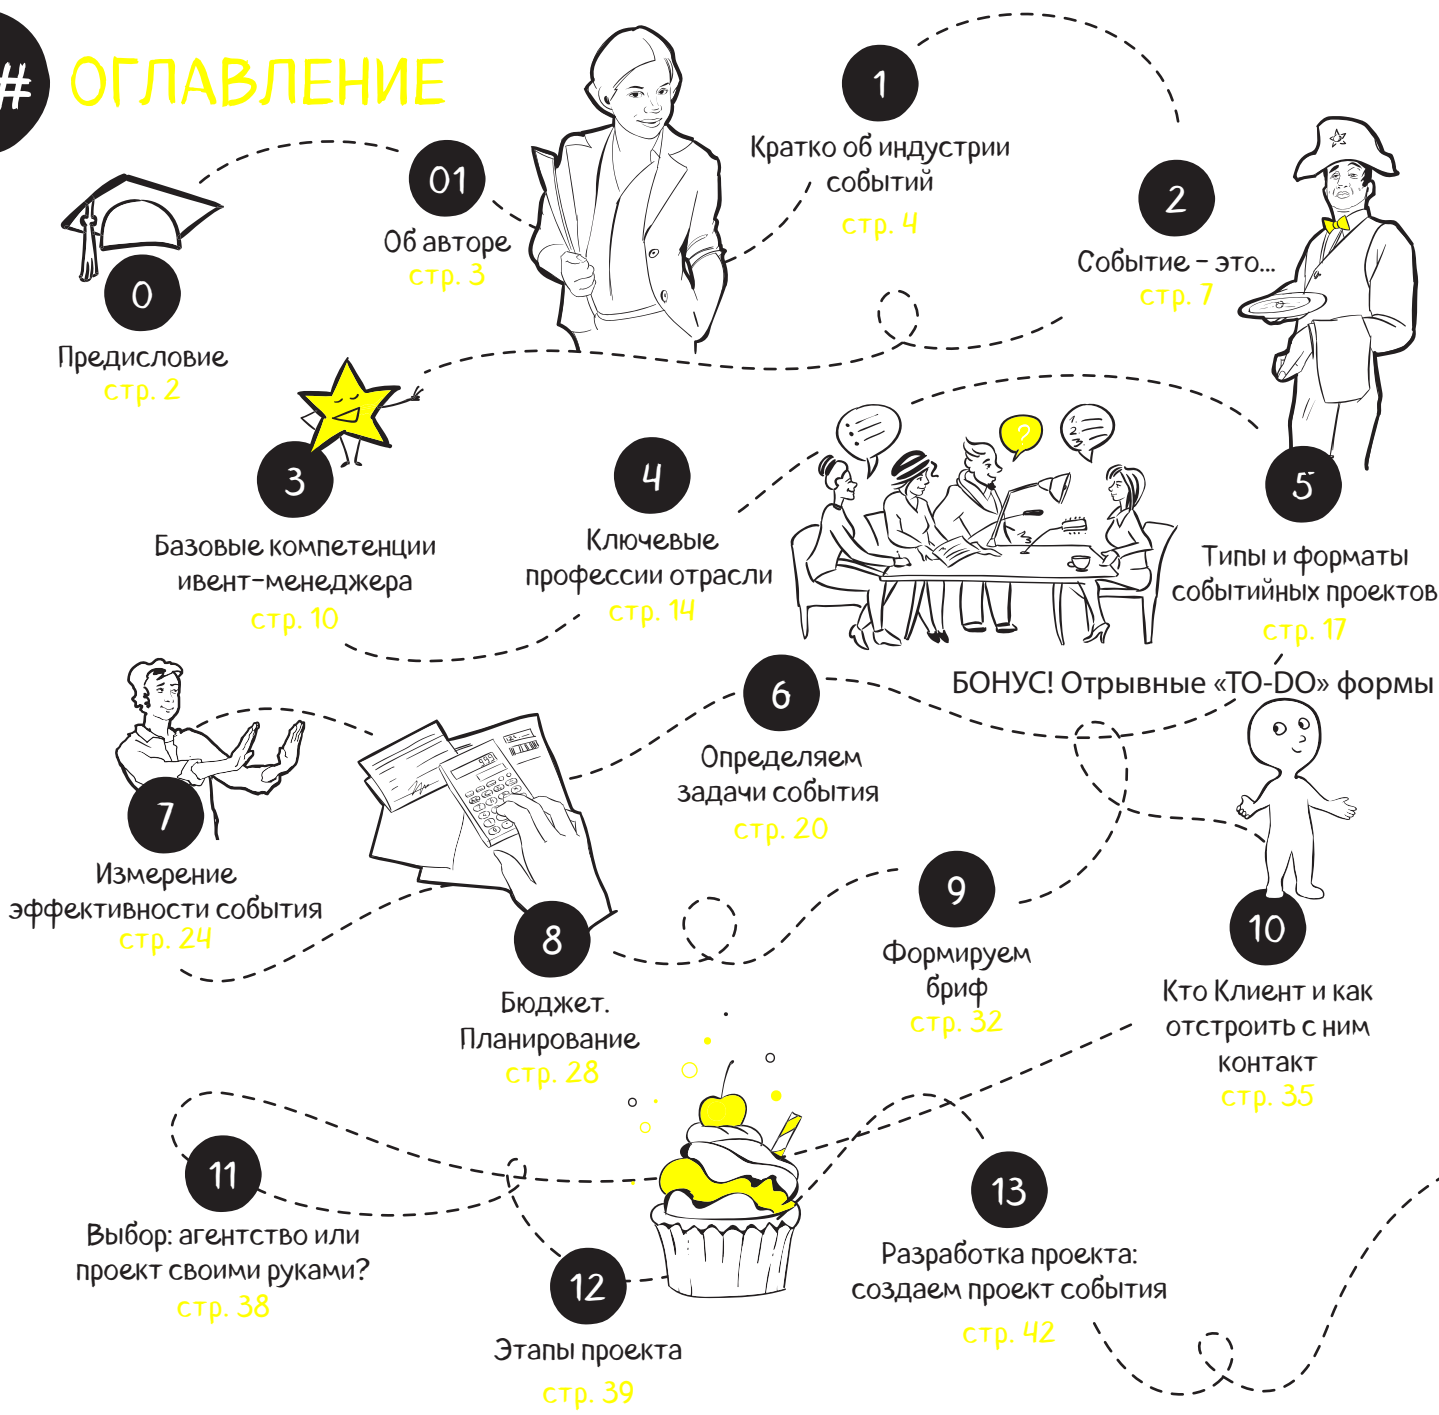 # ОГЛАВЛЕНИЕ
0
Предисловие
стр. 2
01
Об авторе
стр. 3
1
Кратко об индустрии
событий
стр. 4
2
Событие – это...
стр. 7
3
Базовые компетенции
ивент-менеджера
стр. 10
4
Ключевые
профессии отрасли
стр. 14
?
1.
2.
3.
5
Типы и форматы
событийных проектов
стр. 17
БОНУС! Отрывные «TO-DO» формы
6
Определяем
задачи события
стр. 20
7
Измерение
эффективности события
стр. 24
8
Бюджет.
Планирование
стр. 28
9
Формируем
бриф
стр. 32
10
Кто Клиент и как
отстроить с ним
контакт
стр. 35
11
Выбор: агентство или
проект своими руками?
стр. 38
12
Этапы проекта
стр. 39
13
Разработка проекта:
создаем проект события
стр. 42